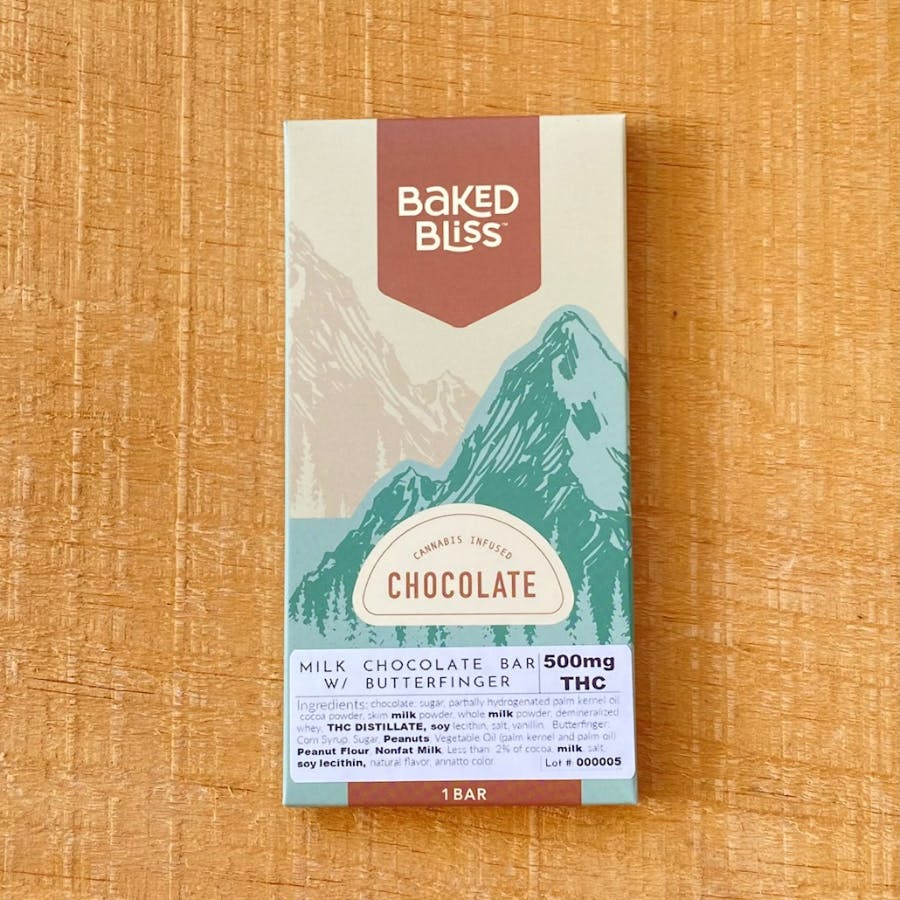 BAKED
BLiSS™
CANNABIS INFUSED
CHOCOLATE
MILK CHOCOLATE BAR
W/ BUTTERFINGER
500mg
THC
Ingredients: chocolate: sugar, partially hydrogenated palm kernel oil,
cocoa powder, skim milk powder, whole milk powder, demineralized
whey, THC DISTILLATE, soy lecithin, salt, vanillin. Butterfinger:
Corn Syrup, Sugar, Peanuts, Vegetable Oil (palm kernel and palm oil)
Peanut Flour, Nonfat Milk, Less than 2% of cocoa, milk, salt,
soy lecithin, natural flavor, annatto color
Lot # 000005
1 BAR